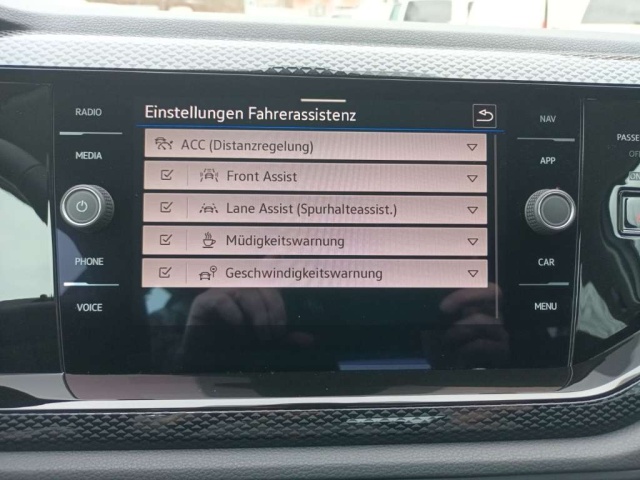 RADIO
MEDIA
PHONE
VOICE
Einstellungen Fahrerassistenz
ACC (Distanzregelung)
Front Assist
Lane Assist (Spurhalteassist.)
Müdigkeitswarnung
Geschwindigkeitswarnung
NAV
APP
CAR
MENU
PASSE